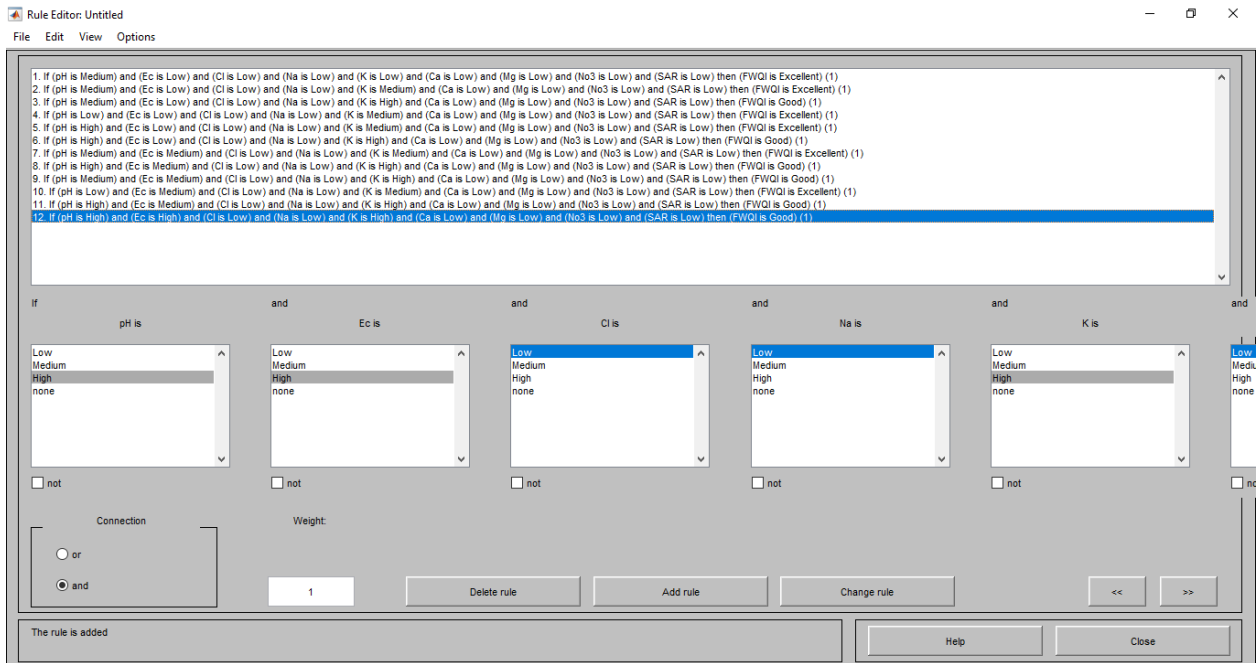 Rule Editor: Untitled
File Edit View Options
1. If (pH is Medium) and (Ec is Low) and (Cl is Low) and (Na is Low) and (K is Low) and (Ca is Low) and (Mg is Low) and (No3 is Low) and (SAR is Low) then (FWQI is Excellent) (1)
2. If (pH is Medium) and (Ec is Low) and (Cl is Low) and (Na is Low) and (K is Medium) and (Ca is Low) and (Mg is Low) and (No3 is Low) and (SAR is Low) then (FWQI is Excellent) (1)
3. If (pH is Medium) and (Ec is Low) and (Cl is Low) and (Na is Low) and (K is High) and (Ca is Low) and (Mg is Low) and (No3 is Low) and (SAR is Low) then (FWQI is Good) (1)
4. If (pH is Low) and (Ec is Low) and (Cl is Low) and (Na is Low) and (K is Medium) and (Ca is Low) and (Mg is Low) and (No3 is Low) and (SAR is Low) then (FWQI is Excellent) (1)
5. If (pH is High) and (Ec is Low) and (Cl is Low) and (Na is Low) and (K is Medium) and (Ca is Low) and (Mg is Low) and (No3 is Low) and (SAR is Low) then (FWQI is Excellent) (1)
6. If (pH is High) and (Ec is Low) and (Cl is Low) and (Na is Low) and (K is High) and (Ca is Low) and (Mg is Low) and (No3 is Low) and (SAR is Low) then (FWQI is Good) (1)
7. If (pH is Medium) and (Ec is Medium) and (Cl is Low) and (Na is Low) and (K is Medium) and (Ca is Low) and (Mg is Low) and (No3 is Low) and (SAR is Low) then (FWQI is Excellent) (1)
8. If (pH is High) and (Ec is Medium) and (Cl is Low) and (Na is Low) and (K is High) and (Ca is Low) and (Mg is Low) and (No3 is Low) and (SAR is Low) then (FWQI is Good) (1)
9. If (pH is Medium) and (Ec is Medium) and (Cl is Low) and (Na is Low) and (K is High) and (Ca is Low) and (Mg is Low) and (No3 is Low) and (SAR is Low) then (FWQI is Good) (1)
10. If (pH is Low) and (Ec is Medium) and (Cl is Low) and (Na is Low) and (K is Medium) and (Ca is Low) and (Mg is Low) and (No3 is Low) and (SAR is Low) then (FWQI is Excellent) (1)
11. If (pH is High) and (Ec is Medium) and (Cl is Low) and (Na is Low) and (K is High) and (Ca is Low) and (Mg is Low) and (No3 is Low) and (SAR is Low) then (FWQI is Good) (1)
12. If (pH is High) and (Ec is High) and (Cl is Low) and (Na is Low) and (K is High) and (Ca is Low) and (Mg is Low) and (No3 is Low) and (SAR is Low) then (FWQI is Good) (1)
If and and and and and
pH is Ec is Cl is Na is K is
Low Low Low Low Low Low
Medium Medium Medium Medium Medium
High High High High High High
none none none none none none
not not not not not
Connection Weight:
or
and 1 Delete rule Add rule Change rule << >>
The rule is added Help Close